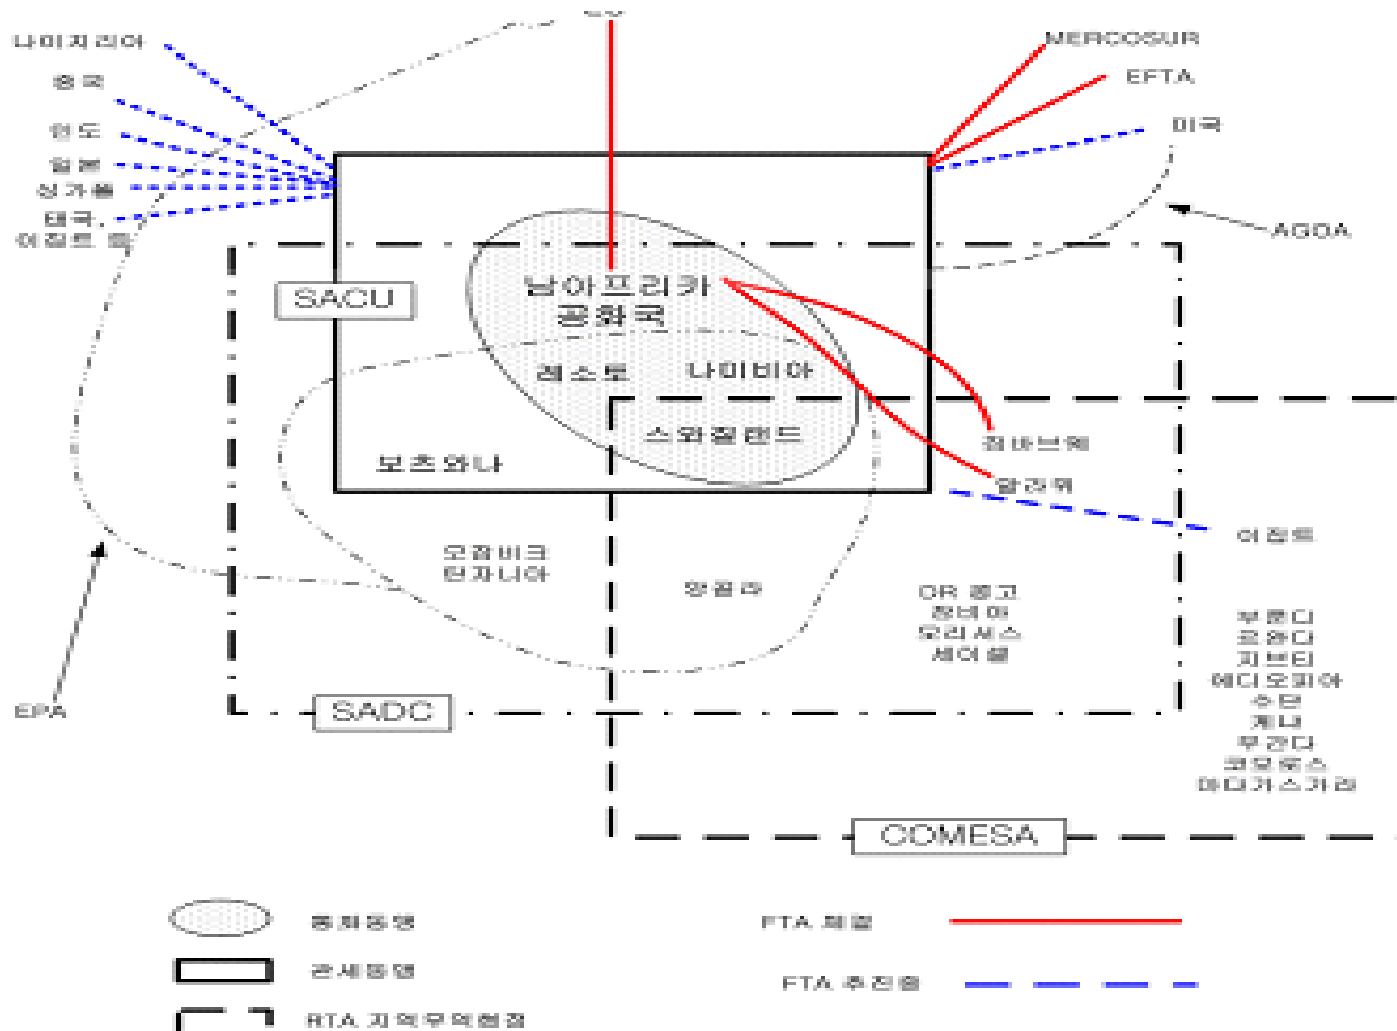 나이지리아
중국
인도
일본
싱가폴
태국,
이집트 등
MERCOSUR
EFTA
미국
AGOA
SACU
남아프리카
공화국
레소토
나미비아
스와질랜드
보츠와나
짐바브웨
말라위
이집트
모잠비크
탄자니아
앙골라
DR 콩고
잠비아
모리셔스
세이셸
부룬디
르완다
지부티
에디오피아
수단
케냐
우간다
코모로스
마다가스카라
EPA
SADC
COMESA
통화동맹
관세동맹
RTA 지역무역협정
FTA 체결
FTA 추진중